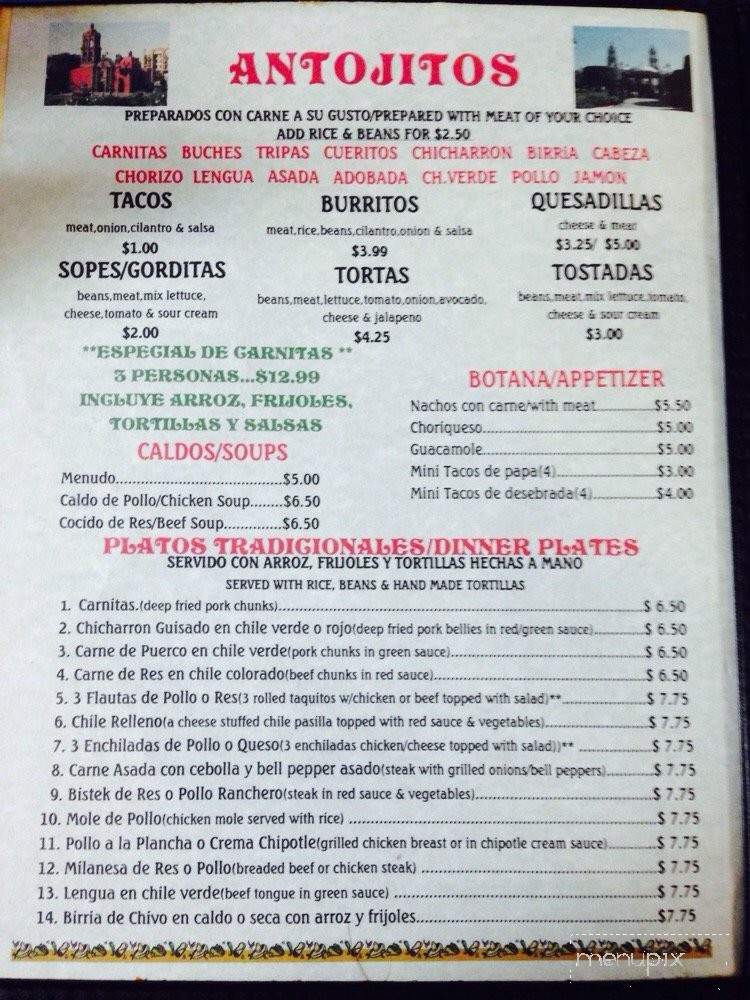 ANTOJITOS
PREPARADOS CON CARNE A SU GUSTO/PREPARED WITH MEAT OF YOUR CHOICE
ADD RICE & BEANS FOR $2.50
CARNITAS BUCHES TRIPAS CUERITOS CHICHARRON BIRRIA CABEZA
CHORIZO LENGUA ASADA ADOBADA CH.VERDE POLLO JAMON
TACOS
meat,onion,cilantro & salsa
$1.00
BURRITOS
meat,rice,beans,cilantro,onion & salsa
$3.99
QUESADILLAS
cheese & meat
$3.25/ $5.00
SOPES/GORDITAS
beans,meat,mix lettuce,
cheese,tomato & sour cream
$2.00
TORTAS
beans,meat,lettuce,tomato,onion,avocado,
cheese & jalapeno
$4.25
TOSTADAS
beans,meat,mix lettuce,tomato,
cheese & sour cream
$3.00
**ESPECIAL DE CARNITAS **
3 PERSONAS...$12.99
INCLUYE ARROZ, FRIJOLES,
TORTILLAS Y SALSAS
CALDOS/SOUPS
Menudo.....................................$5.00
Caldo de Pollo/Chicken Soup........$6.50
Cocido de Res/Beef Soup.............$6.50
BOTANA/APPETIZER
Nachos con carne/with meat.............$5.50
Choriqueso.......................................$5.00
Guacamole.......................................$5.00
Mini Tacos de papa(4)......................$3.00
Mini Tacos de desebrada(4)..............$4.00
PLATOS TRADICIONALES/DINNER PLATES
SERVIDO CON ARROZ, FRIJOLES Y TORTILLAS HECHAS A MANO
SERVED WITH RICE, BEANS & HAND MADE TORTILLAS
1. Carnitas.(deep fried pork chunks)..............................$ 6.50
2. Chicharron Guisado en chile verde o rojo(deep fried pork bellies in red/green sauce)..............$ 6.50
3. Carne de Puerco en chile verde(pork chunks in green sauce)..............................$ 6.50
4. Carne de Res en chile colorado(beef chunks in red sauce)..............................$ 6.50
5. 3 Flautas de Pollo o Res(3 rolled taquitos w/chicken or beef topped with salad)**..............$ 7.75
6. Chile Relleno(a cheese stuffed chile pasilla topped with red sauce & vegetables)..............$ 7.75
7. 3 Enchiladas de Pollo o Queso(3 enchiladas chicken/cheese topped with salad))** ..............$ 7.75
8. Carne Asada con cebolla y bell pepper asado(steak with grilled onions/bell peppers)..............$ 7.75
9. Bistek de Res o Pollo Ranchero(steak in red sauce & vegetables)..............................$ 7.75
10. Mole de Pollo(chicken mole served with rice) ..............................$ 7.75
11. Pollo a la Plancha o Crema Chipotle(grilled chicken breast or in chipotle cream sauce)..............$ 7.75
12. Milanesa de Res o Pollo(breaded beef or chicken steak) ..............................$ 7.75
13. Lengua en chile verde(beef tongue in green sauce) ..............................$ 7.75
14. Birria de Chivo en caldo o seca con arroz y frijoles..............................$7.75
menupix